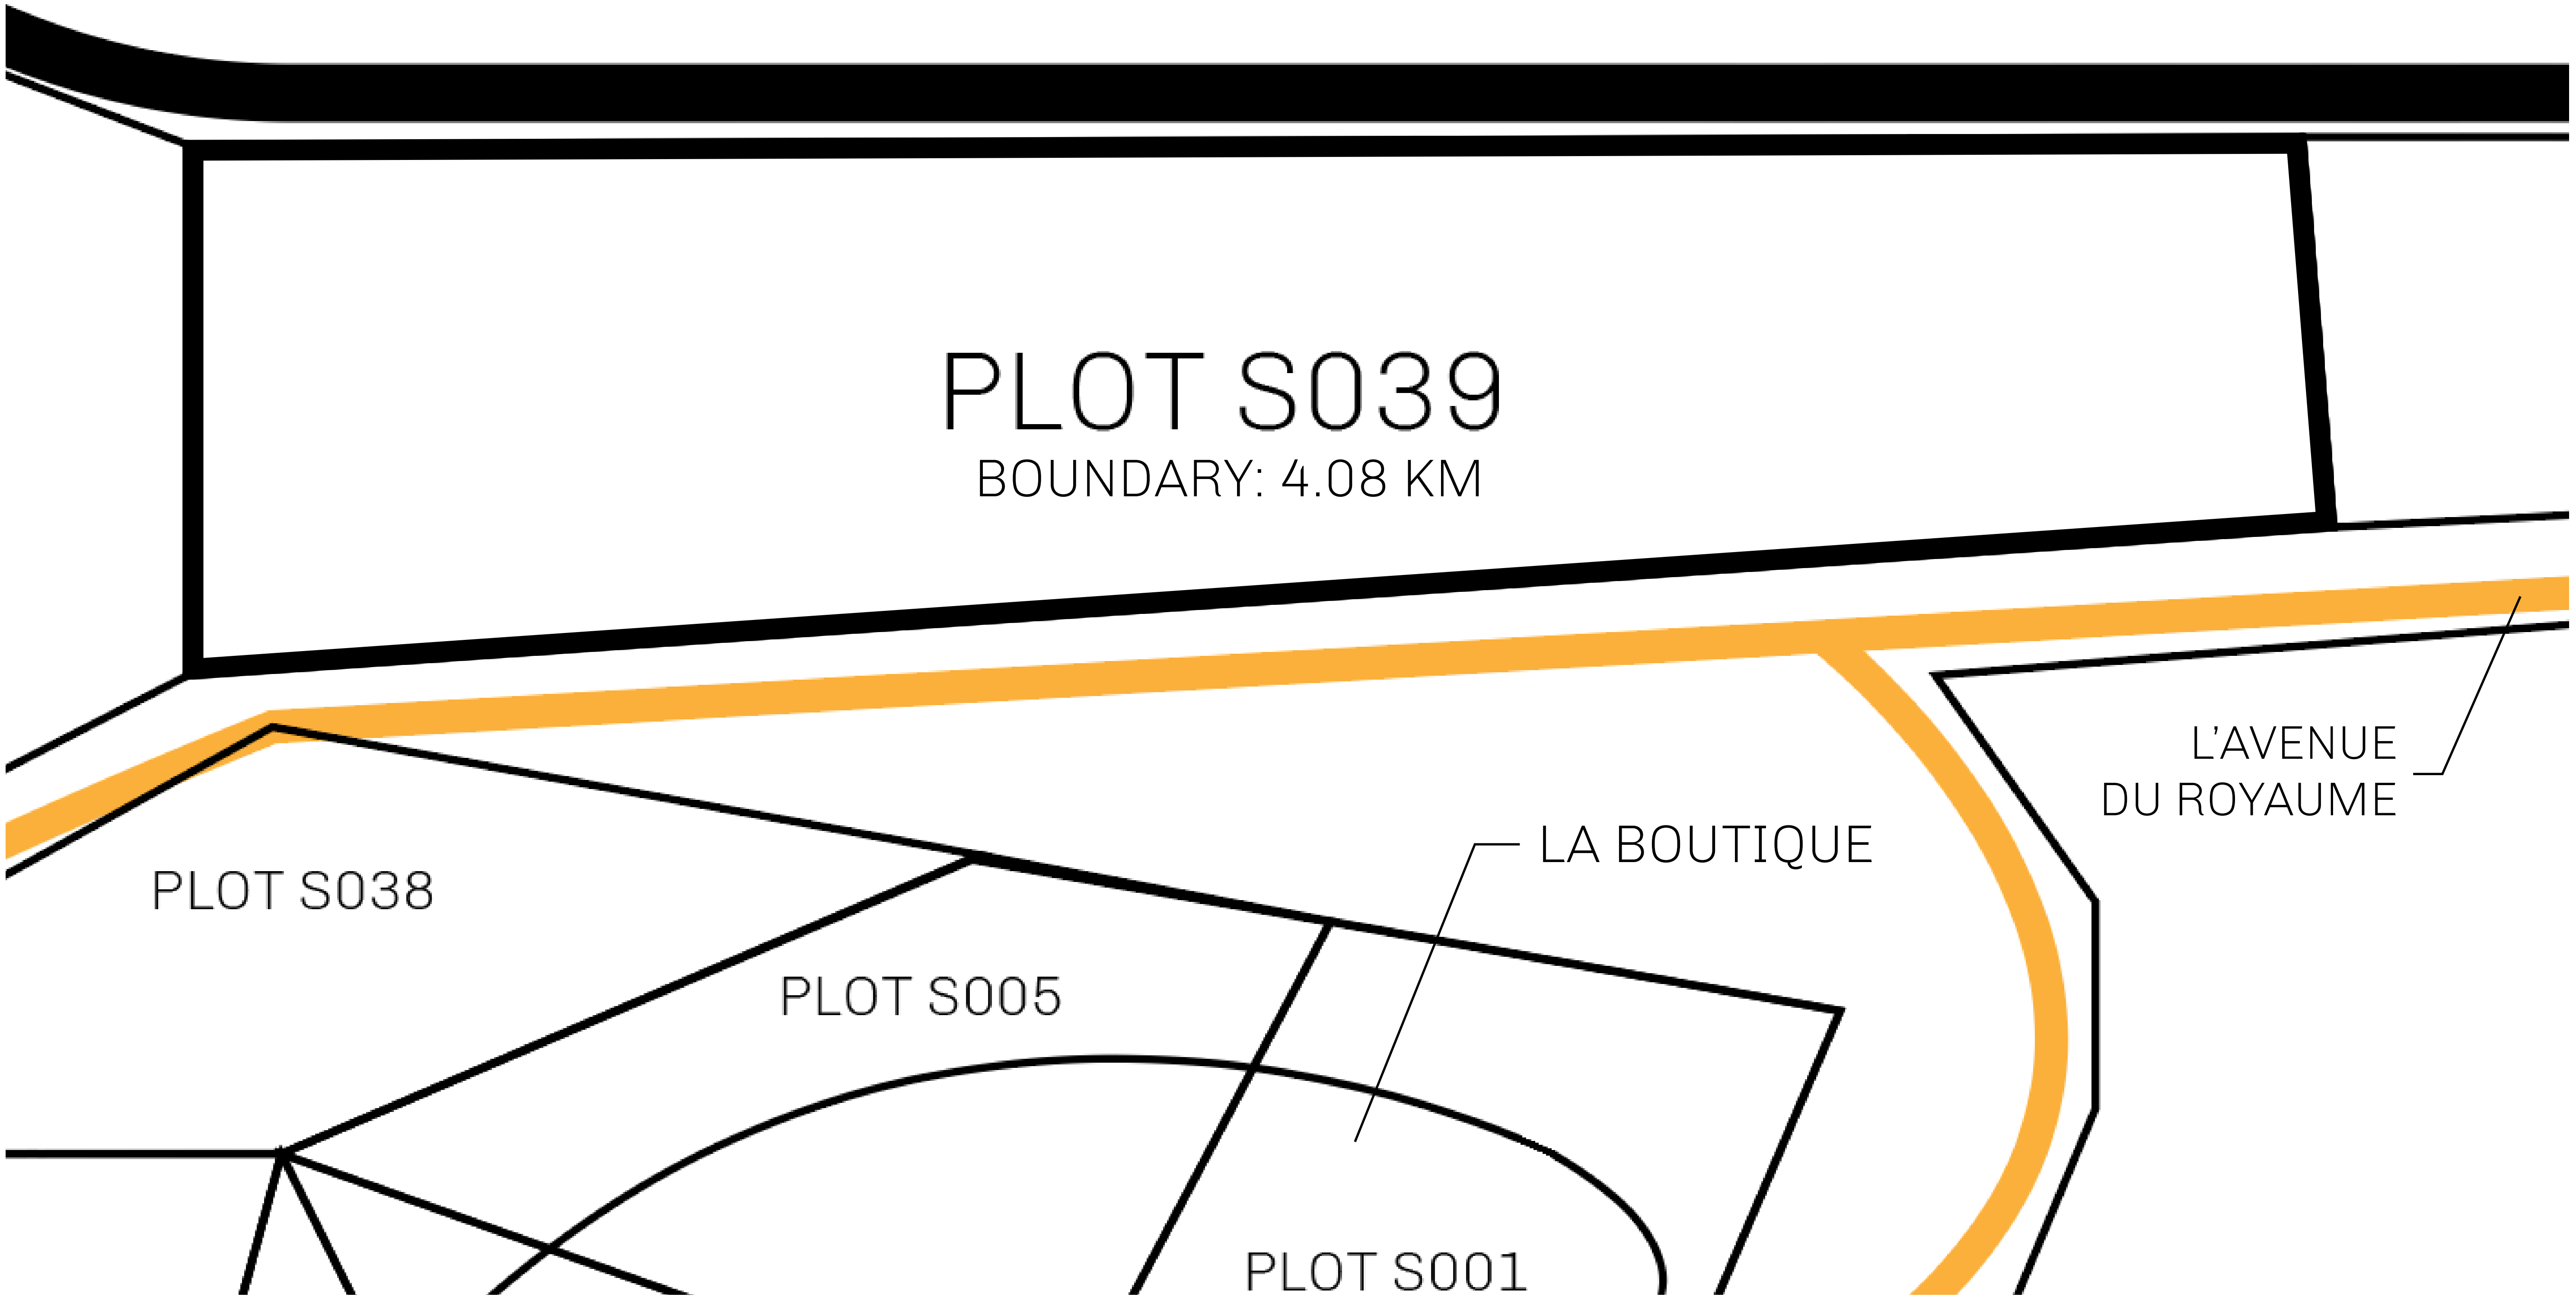 PLOT S039
BOUNDARY: 4.08 KM
L’AVENUE
DU ROYAUME
LA BOUTIQUE
PLOT S038
PLOT S005
PLOT S001